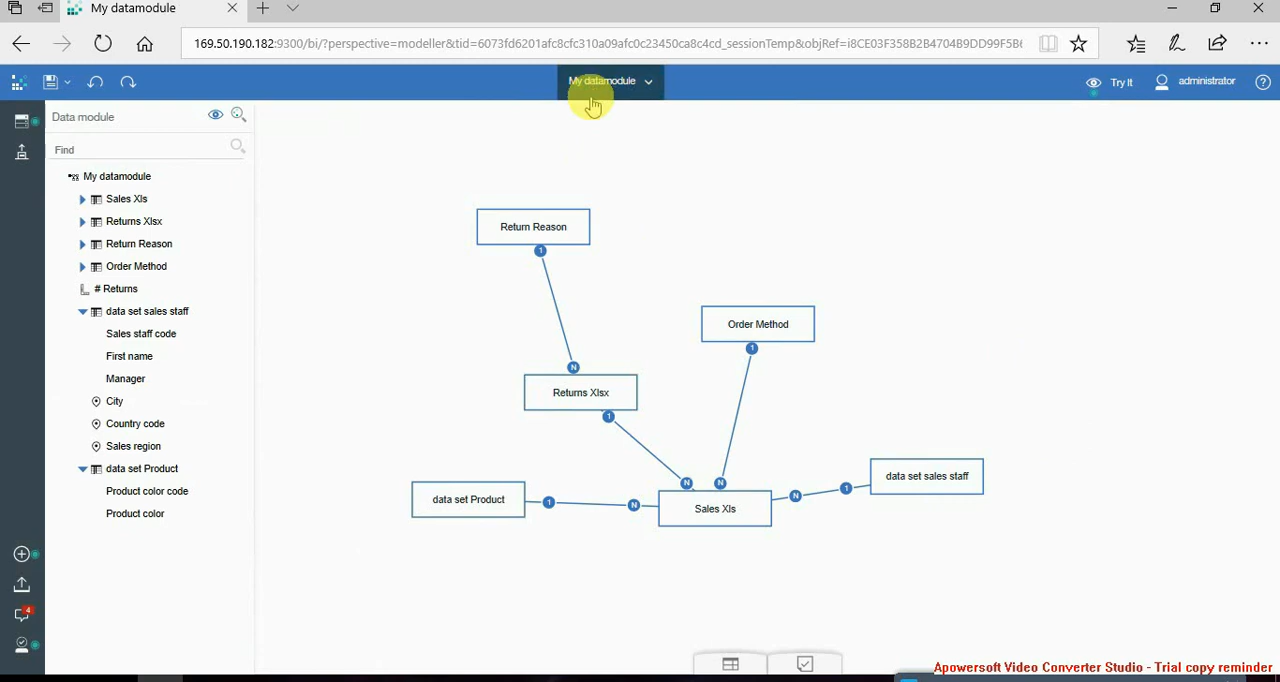 My datamodule
169.50.190.182:9300/bi/?perspective=modeller&tid=6073fd6201afc8cfc310a09afc0c23450ca8c4cd_sessionTemp&objRef=i8CE03F358B2B4704B9DD99F5B6
My datamodule
Try It
administrator
Data module
Find
My datamodule
Sales Xls
Returns Xlsx
Return Reason
Order Method
# Returns
data set sales staff
Sales staff code
First name
Manager
City
Country code
Sales region
data set Product
Product color code
Product color
Return Reason
1
Order Method
1
N
Returns Xlsx
1
data set sales staff
N
N
1
N
data set Product
1
N
Sales Xls
4
Apowersoft Video Converter Studio - Trial copy reminder